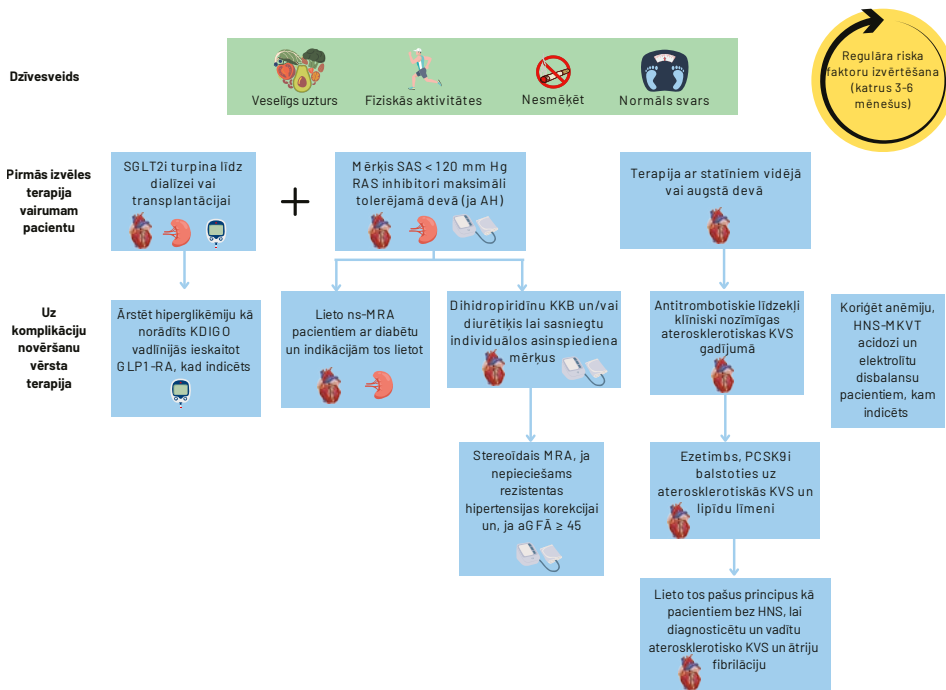 Dzīvesveids
Veselīgs uzturs
Fiziskās aktivitātes
Nesmēķēt
Normāls svars
Regulāra riska
faktoru izvērtēšana
(katrus 3-6
mēnešus)
Pirmās izvēles
terapija
vairumam
pacientu
SGLT2i turpina līdz
dialīzei vai
transplantācijai
+
Mērķis SAS < 120 mm Hg
RAS inhibitori maksimāli
tolerējamā devā (ja AH)
Terapija ar statīniem vidējā
vai augstā devā
Uz
komplikāciju
novēršanu
vērsta
terapija
Ārstēt hiperglikēmiju kā
norādīts KDIGO
vadlīnijās ieskaitot
GLP1-RA, kad indicēts
Lieto ns-MRA
pacientiem ar diabētu
un indikācijām tos lietot
Dihidropiridīnu KKB un/vai
diurētiķis lai sasniegtu
individuālos asinspiediena
mērķus
Antitrombotiskie līdzekļi
klīniski nozīmīgas
aterosklerotiskas KVS
gadījumā
Koriģēt anēmiju,
HNS-MKVT
acidozi un
elektrolītu
disbalansu
pacientiem, kam
indicēts
Stereoīdais MRA, ja
nepieciešams
rezistentas
hipertensijas korekcijai
un, ja aGFĀ ≥ 45
Ezetimbs, PCSK9i
balstoties uz
aterosklerotiskās KVS un
lipīdu līmeni
Lieto tos pašus principus kā
pacientiem bez HNS, lai
diagnosticētu un vadītu
aterosklerotisko KVS un ātriju
fibrilāciju